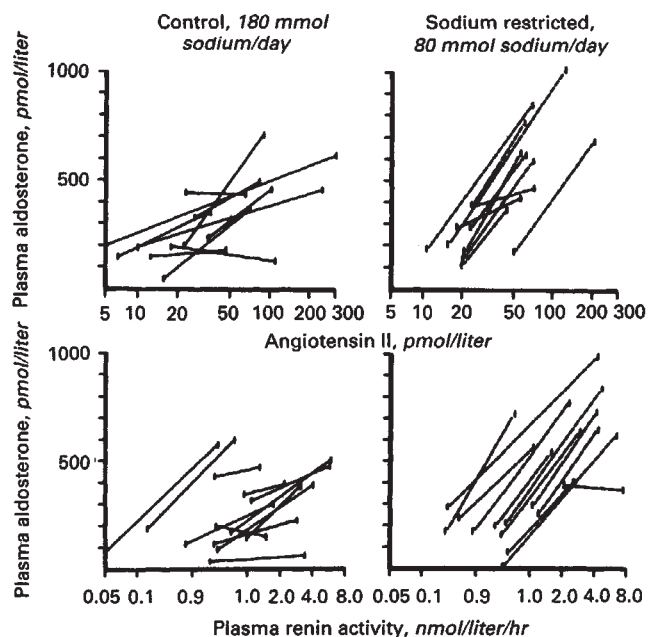 Control, 180 mmol sodium/day
Sodium restricted, 80 mmol sodium/day
Plasma aldosterone, pmol/liter
1000
500
5 10 20 50 100 200 300
5 10 20 50 100 200 300
Angiotensin II, pmol/liter
Plasma aldosterone, pmol/liter
1000
500
0.05 0.1 0.9 1.0 2.0 4.0 8.0
0.05 0.1 0.9 1.0 2.0 4.0 8.0
Plasma renin activity, nmol/liter/hr